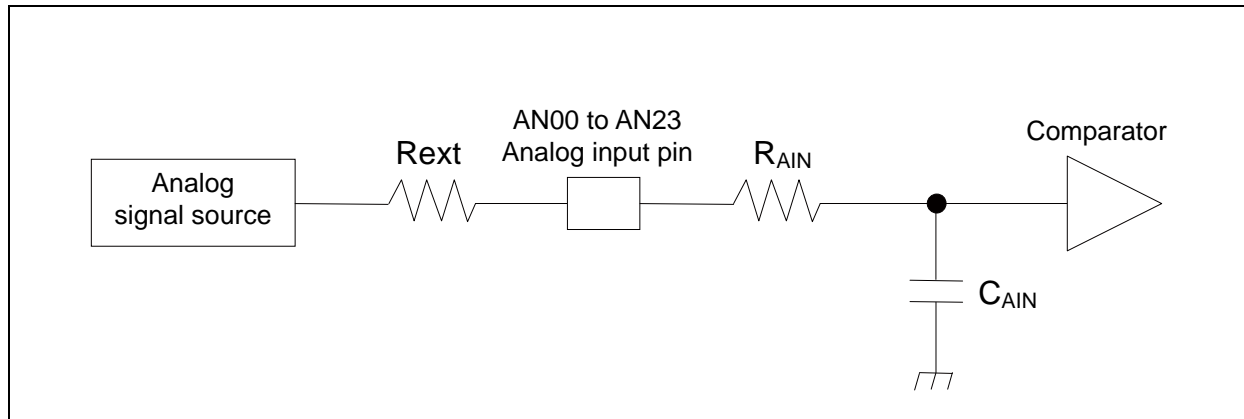 AN00 to AN23
Analog input pin
Comparator
Rext
RAIN
Analog
signal source
CAIN